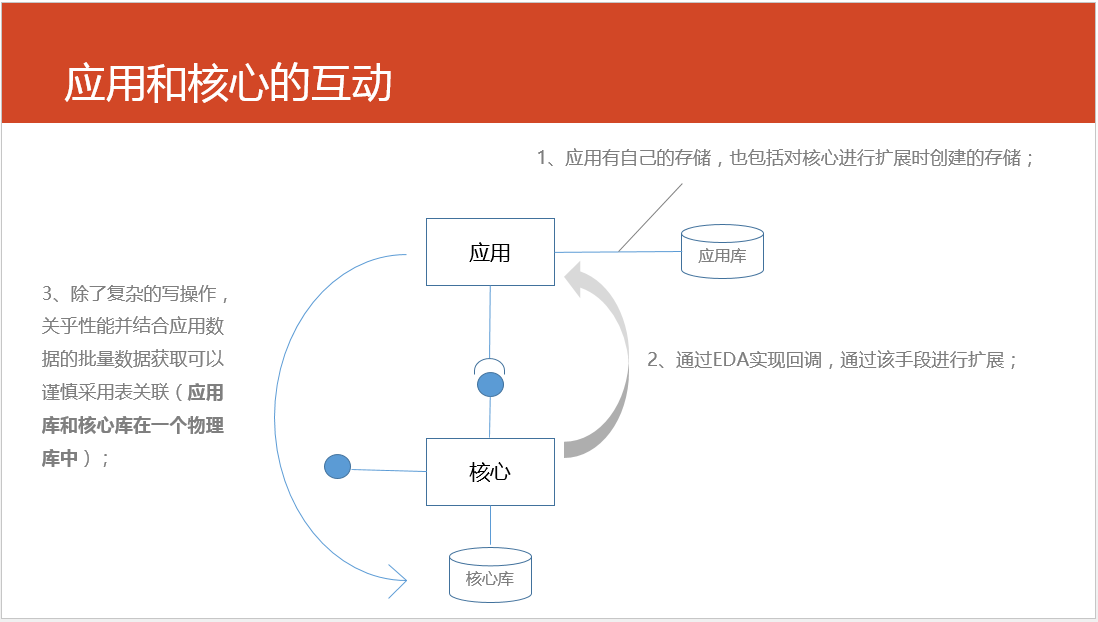 应用和核心的互动
1、应用有自己的存储，也包括对核心进行扩展时创建的存储；
应用
应用库
3、除了复杂的写操作，
关乎性能并结合应用数
据的批量数据获取可以
谨慎采用表关联（应用
库和核心库在一个物理
库中）；
2、通过EDA实现回调，通过该手段进行扩展；
核心
核心库